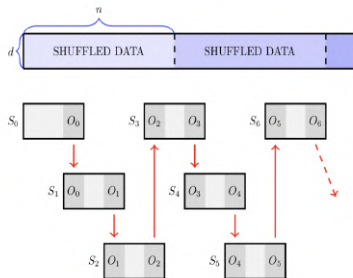 n
d
SHUFFLED DATA SHUFFLED DATA
S₀ O₀ S₃ O₂ O₃ S₆ O₅ O₆
S₁ O₀ O₁ S₄ O₃ O₄
S₂ O₁ O₂ S₅ O₄ O₅